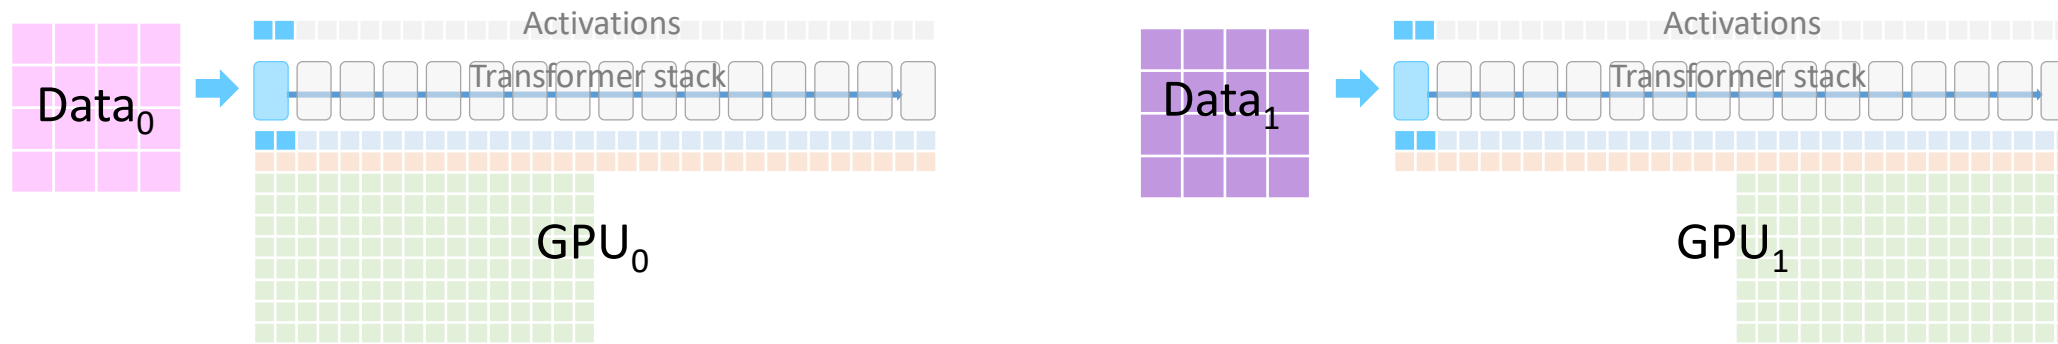 Activations
Transformer stack
Data₀
GPU₀
Activations
Transformer stack
Data₁
GPU₁